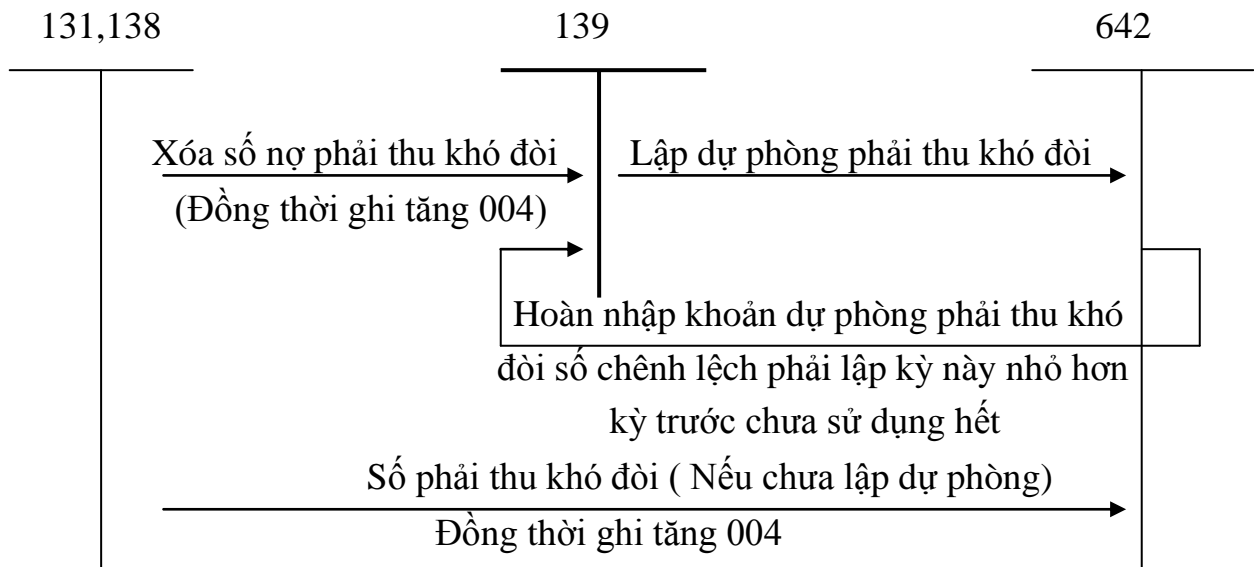 131,138 139 642
Xóa số nợ phải thu khó đòi Lập dự phòng phải thu khó đòi
(Đồng thời ghi tăng 004)
Hoàn nhập khoản dự phòng phải thu khó
đòi số chênh lệch phải lập kỳ này nhỏ hơn
kỳ trước chưa sử dụng hết
Số phải thu khó đòi ( Nếu chưa lập dự phòng)
Đồng thời ghi tăng 004